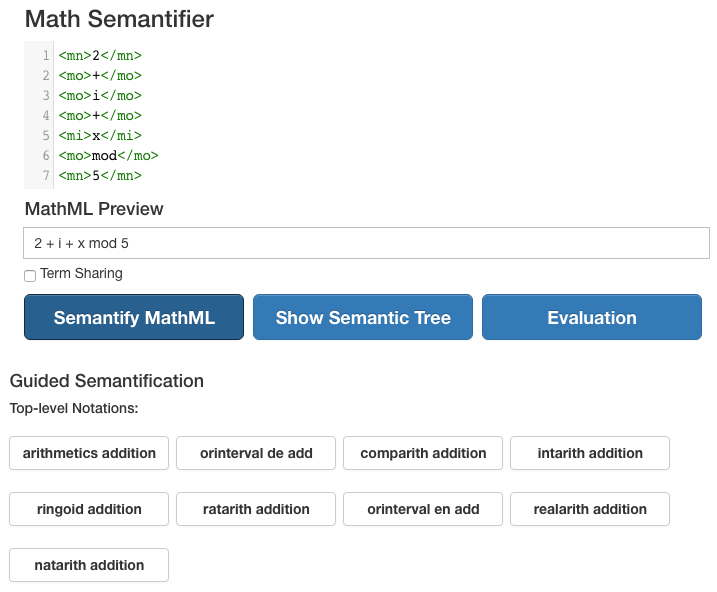 Math Semantifier
1 <mn>2</mn>
2 <mo>+</mo>
3 <mo>i</mo>
4 <mo>+</mo>
5 <mi>x</mi>
6 <mo>mod</mo>
7 <mn>5</mn>
MathML Preview
2 + i + x mod 5
Term Sharing
Semantify MathML Show Semantic Tree Evaluation
Guided Semantification
Top-level Notations:
arithmetics addition orinterval de add comparith addition intarith addition
ringoid addition ratarith addition orinterval en add realarith addition
natarith addition